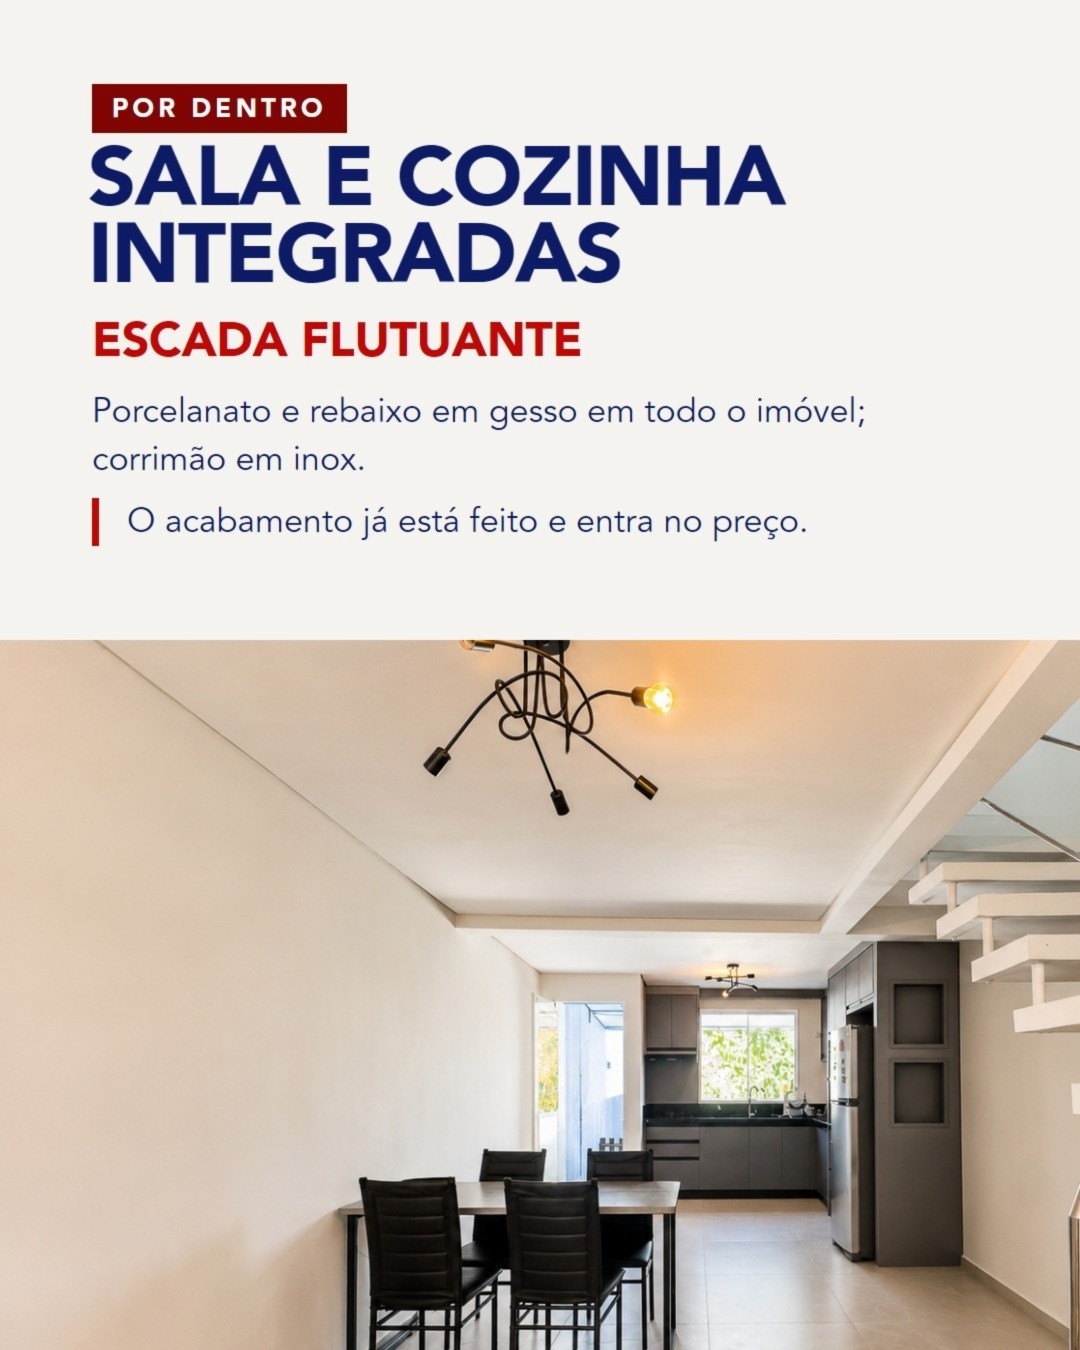 POR DENTRO
SALA E COZINHA
INTEGRADAS
ESCADA FLUTUANTE
Porcelanato e rebaixo em gesso em todo o imóvel;
corrimão em inox.
O acabamento já está feito e entra no preço.